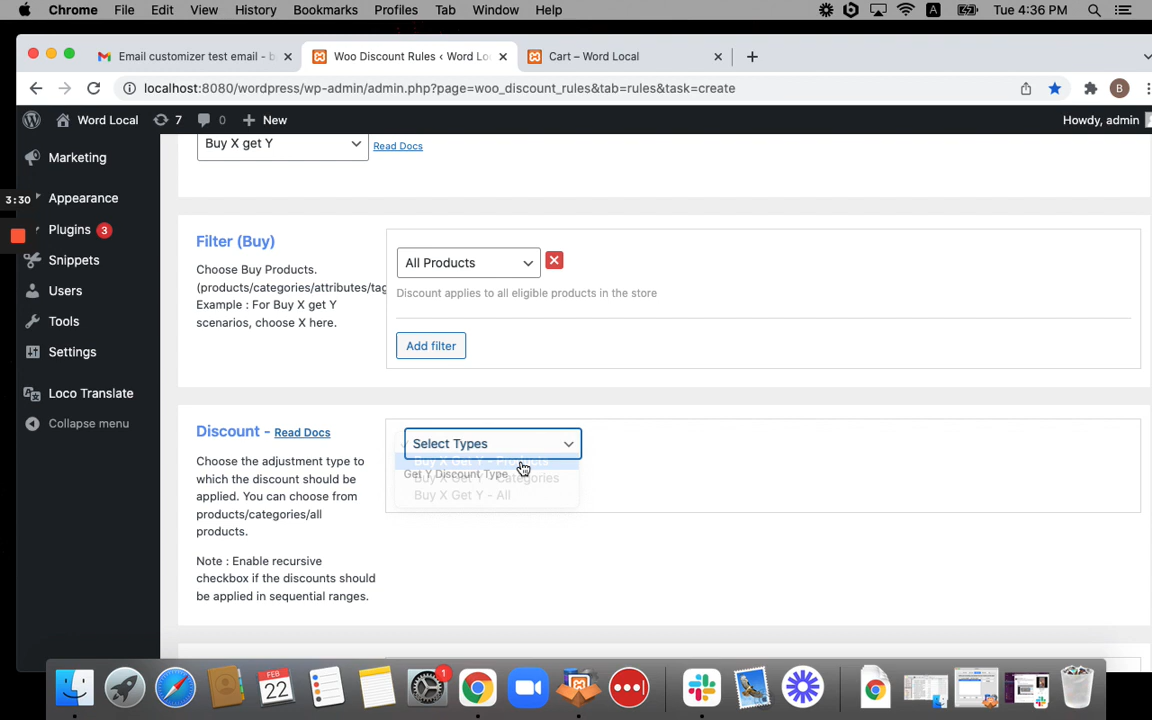 Chrome File Edit View History Bookmarks Profiles Tab Window Help A Tue 4:36 PM
Email customizer test email - b Woo Discount Rules ‹ Word Lo Cart – Word Local
localhost:8080/wordpress/wp-admin/admin.php?page=woo_discount_rules&tab=rules&task=create B
Word Local 7 0 New Howdy, admin
Buy X get Y Read Docs
Marketing
3:30
Appearance
Plugins 3
Snippets
Users
Tools
Settings
Loco Translate
Collapse menu
Filter (Buy)
Choose Buy Products.
(products/categories/attributes/tag
Example : For Buy X get Y
scenarios, choose X here.
All Products
Discount applies to all eligible products in the store
Add filter
Discount - Read Docs
Choose the adjustment type to
which the discount should be
applied. You can choose from
products/categories/all
products.
Note : Enable recursive
checkbox if the discounts should
be applied in sequential ranges.
Select Types
Buy X Get Y - Products
Get Y Discount Type
Buy X Get Y - Categories
Buy X Get Y - All
FEB
22
1